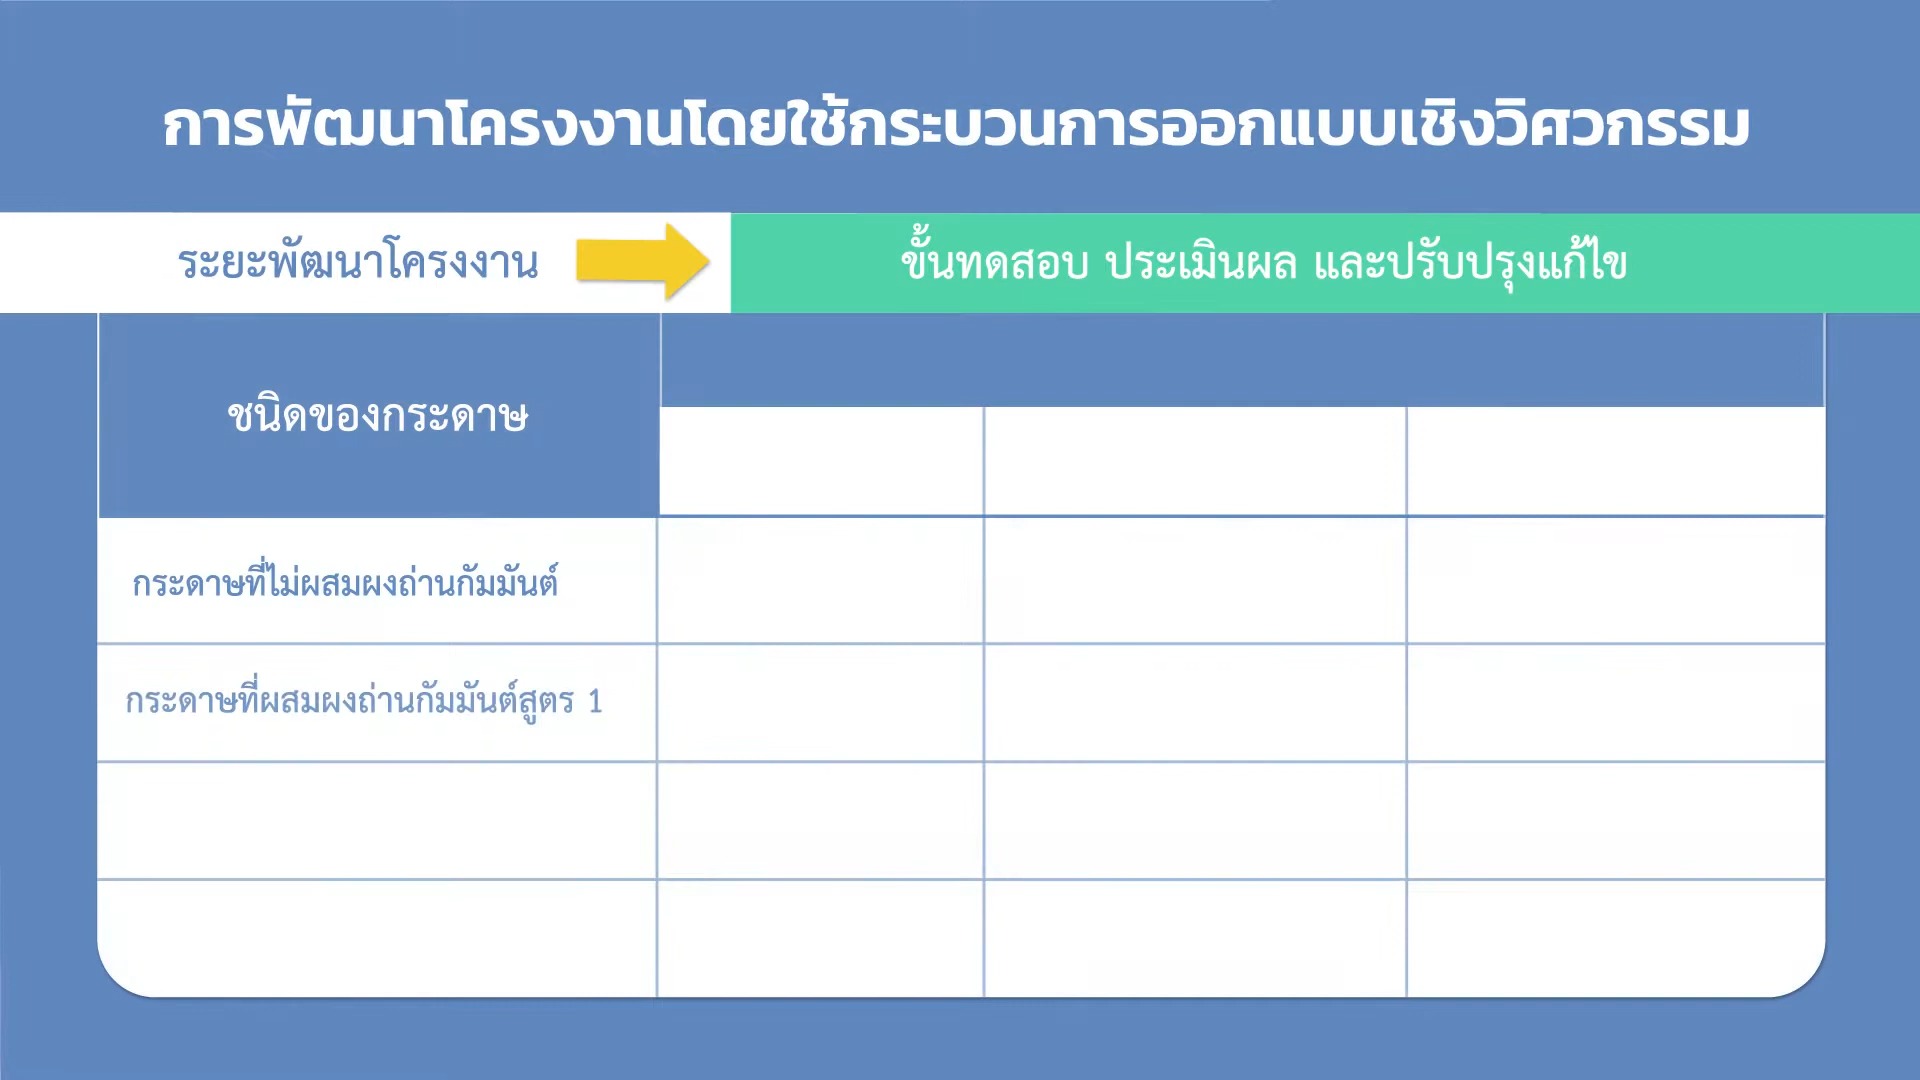 การพัฒนาโครงงานโดยใช้กระบวนการออกแบบเชิงวิศวกรรม
ระยะพัฒนาโครงงาน
ขั้นทดสอบ ประเมินผล และปรับปรุงแก้ไข
ชนิดของกระดาษ
กระดาษที่ไม่ผสมผงถ่านกัมมันต์
กระดาษที่ผสมผงถ่านกัมมันต์สูตร 1